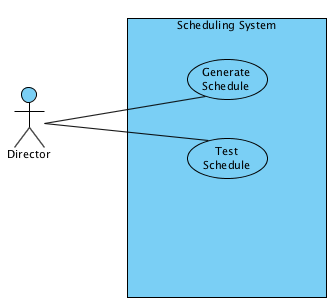 Scheduling System
Generate
Schedule
Director
Test
Schedule